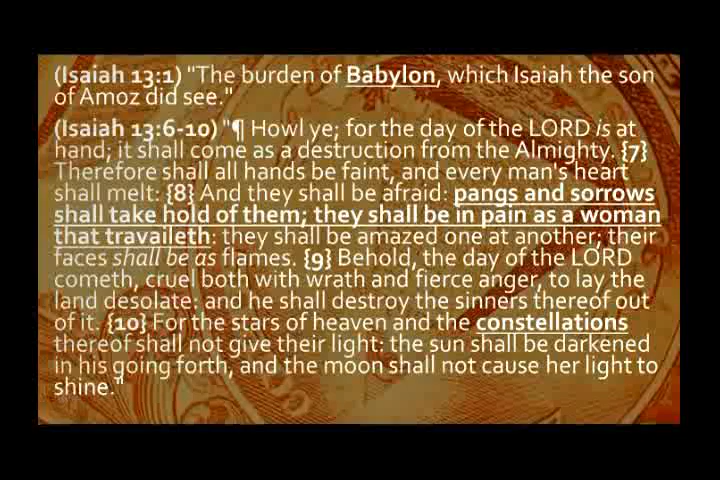 (Isaiah 13:1) "The burden of Babylon, which Isaiah the son
of Amoz did see."
(Isaiah 13:6-10) "¶ Howl ye; for the day of the LORD is at
hand; it shall come as a destruction from the Almighty. {7}
Therefore shall all hands be faint, and every man's heart
shall melt: {8} And they shall be afraid: pangs and sorrows
shall take hold of them; they shall be in pain as a woman
that travaileth: they shall be amazed one at another; their
faces shall be as flames. {9} Behold, the day of the LORD
cometh, cruel both with wrath and fierce anger, to lay the
land desolate: and he shall destroy the sinners thereof out
of it. {10} For the stars of heaven and the constellations
thereof shall not give their light: the sun shall be darkened
in his going forth, and the moon shall not cause her light to
shine."